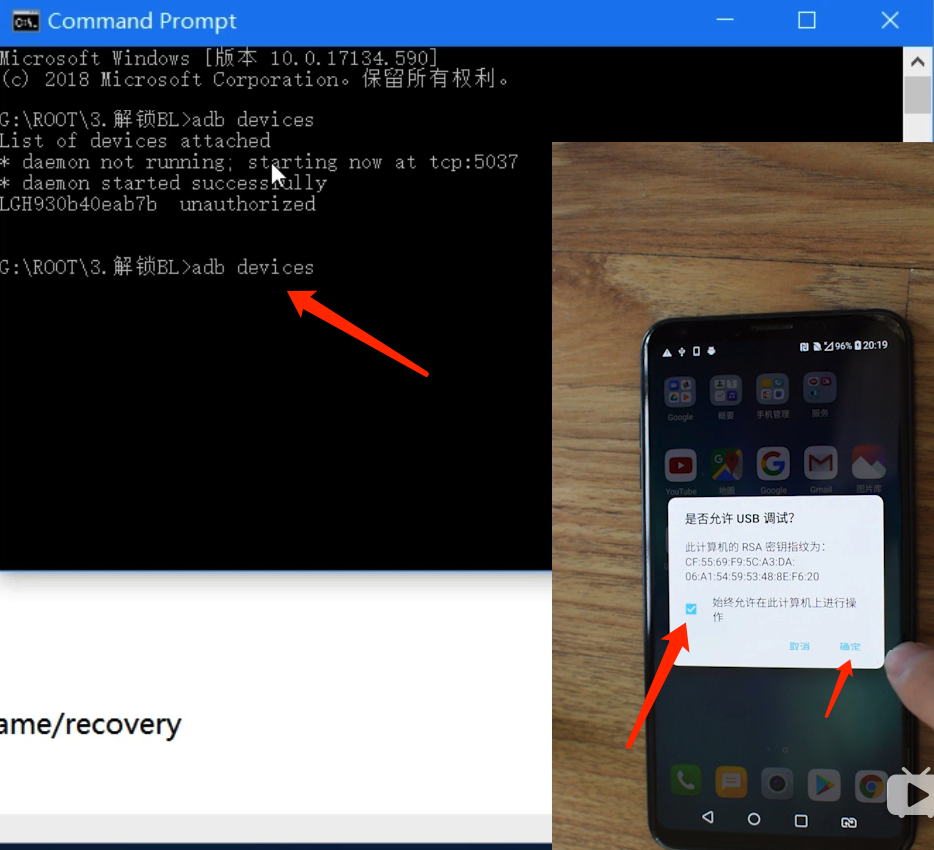 Command Prompt
Microsoft Windows [版本 10.0.17134.590]
(c) 2018 Microsoft Corporation。保留所有权利。
G:\ROOT\3.解锁BL>adb devices
List of devices attached
* daemon not running; starting now at tcp:5037
* daemon started successfully
LGH930b40eab7b unauthorized
G:\ROOT\3.解锁BL>adb devices
96% 20:19
Google 概要 手机管理 服务
YouTube 地图 Google Gmail 图片库
是否允许 USB 调试?
此计算机的 RSA 密钥指纹为:
CF:55:69:F9:5C:A3:DA:
06:A1:54:59:53:48:8E:F6:20
始终允许在此计算机上进行操
作
取消 确定
ame/recovery